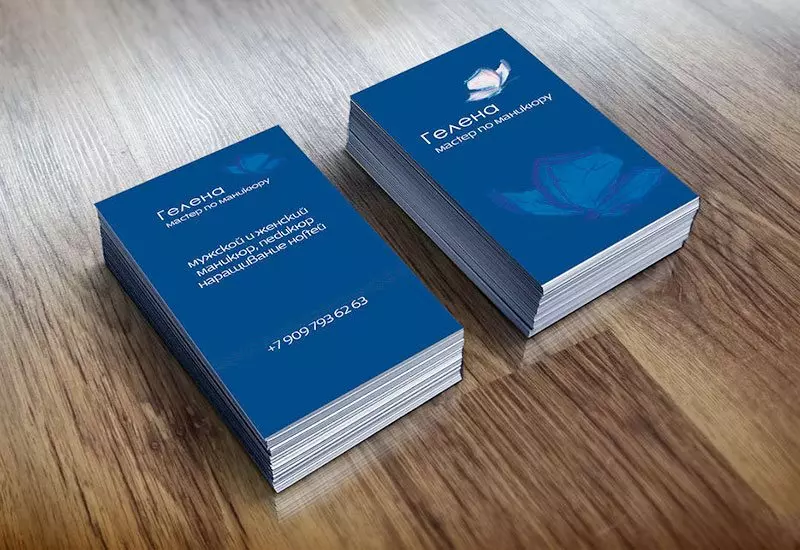 Гелена
мастер по маникюру
мужской и женский
маникюр, педикюр
наращивание ногтей
+7 909 793 62 63
Гелена
мастер по маникюру